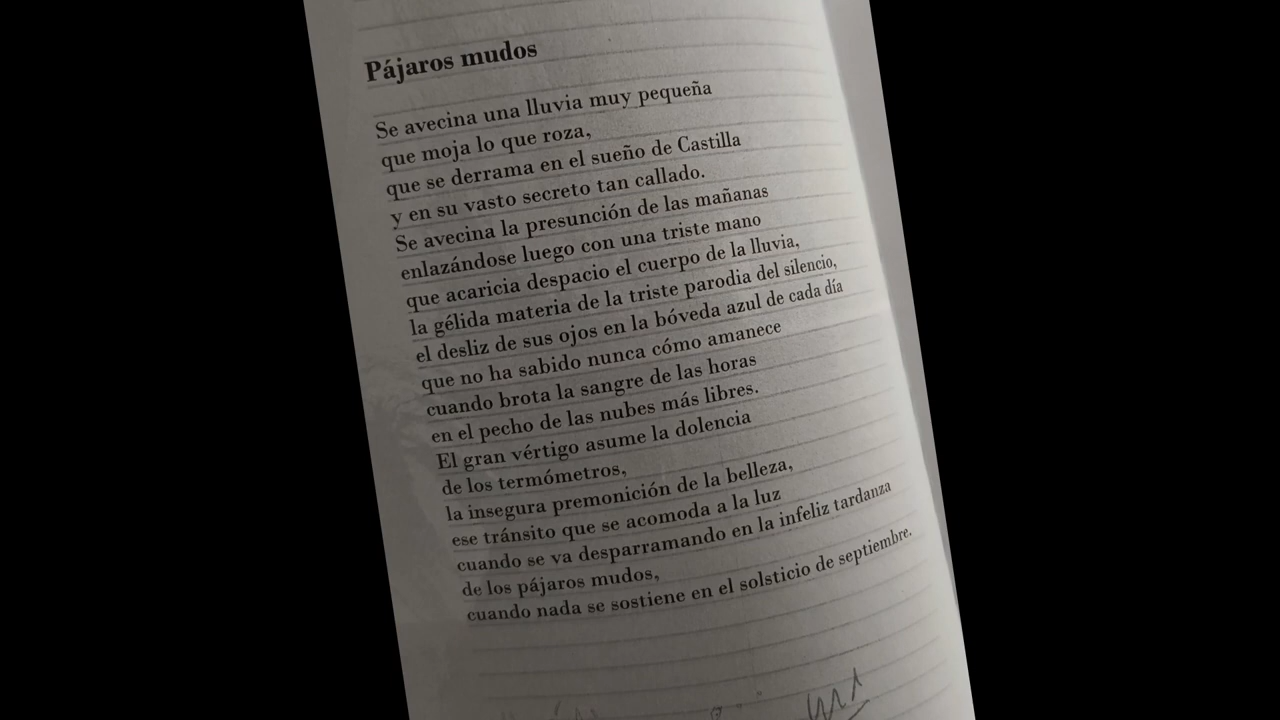 Pájaros mudos
Se avecina una lluvia muy pequeña
que moja lo que roza,
que se derrama en el sueño de Castilla
y en su vasto secreto tan callado.
Se avecina la presunción de las mañanas
enlazándose luego con una triste mano
que acaricia despacio el cuerpo de la lluvia,
la gélida materia de la triste parodia del silencio,
el desliz de sus ojos en la bóveda azul de cada día
que no ha sabido nunca cómo amanece
cuando brota la sangre de las horas
en el pecho de las nubes más libres.
El gran vértigo asume la dolencia
de los termómetros,
la insegura premonición de la belleza,
ese tránsito que se acomoda a la luz
cuando se va desparramando en la infeliz tardanza
de los pájaros mudos,
cuando nada se sostiene en el solsticio de septiembre.